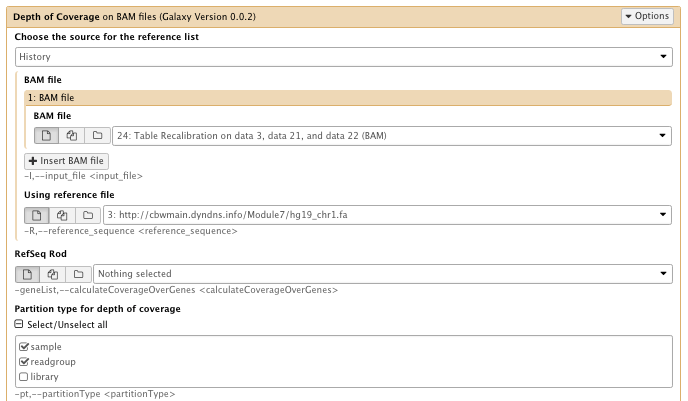 Depth of Coverage on BAM files (Galaxy Version 0.0.2)
Options
Choose the source for the reference list
History
BAM file
1: BAM file
BAM file
24: Table Recalibration on data 3, data 21, and data 22 (BAM)
Insert BAM file
-I,--input_file <input_file>
Using reference file
3: http://cbwmain.dyndns.info/Module7/hg19_chr1.fa
-R,--reference_sequence <reference_sequence>
RefSeq Rod
Nothing selected
-geneList,--calculateCoverageOverGenes <calculateCoverageOverGenes>
Partition type for depth of coverage
Select/Unselect all
sample
readgroup
library
-pt,--partitionType <partitionType>